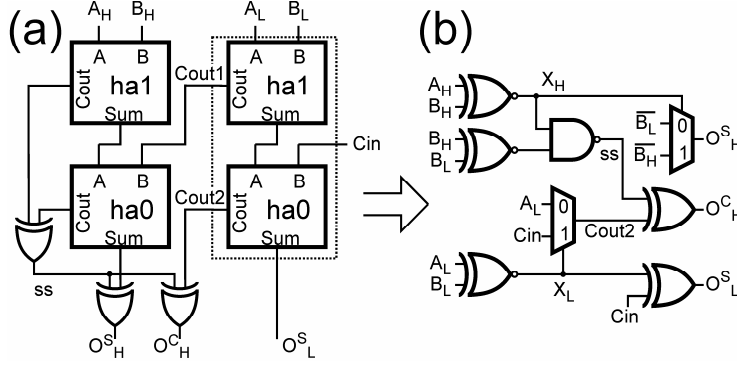 (a)
A_H B_H A_L B_L
A B A B
Cout ha1 Cout1 Cout ha1
Sum Sum
Cin
A B A B
Cout ha0 Cout2 Cout ha0
Sum Sum
ss
O^S_H O^C_H O^S_L
(b)
A_H X_H
B_H
B̅_L̅ 0 O^S_H
B_H
B_L ss B̅_H̅ 1
A_L 0 O^C_H
Cin 1 Cout2
A_L
B_L X_L O^S_L
Cin